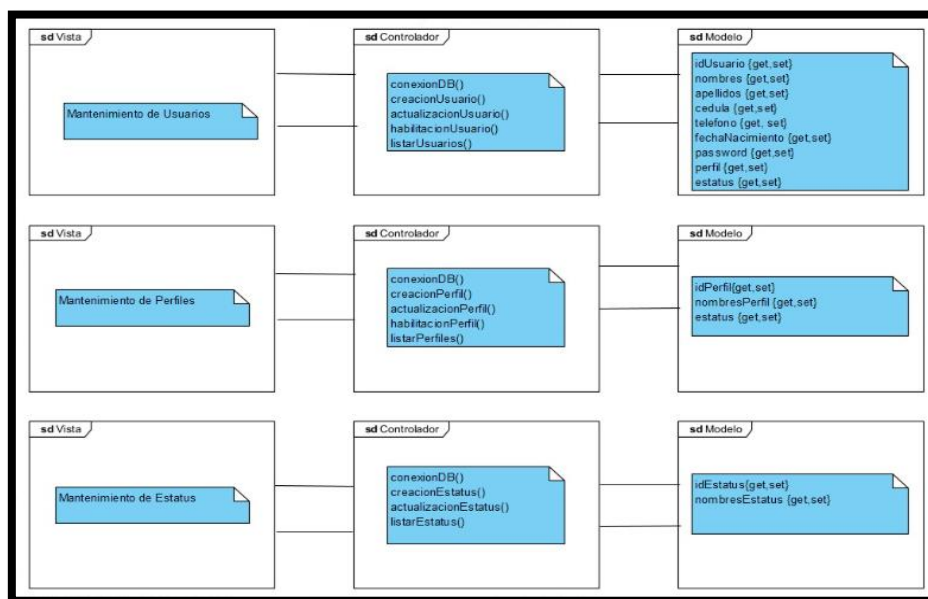 sd Vista
Mantenimiento de Usuarios
sd Controlador
conexionDB()
creacionUsuario()
actualizacionUsuario()
habilitacionUsuario()
listarUsuarios()
sd Modelo
idUsuario {get,set}
nombres {get,set}
apellidos {get,set}
cedula {get,set}
telefono {get, set}
fechaNacimiento {get,set}
password {get,set}
perfil {get,set}
estatus {get,set}
sd Vista
Mantenimiento de Perfiles
sd Controlador
conexionDB()
creacionPerfil()
actualizacionPerfil()
habilitacionPerfil()
listarPerfiles()
sd Modelo
idPerfil{get,set}
nombresPerfil {get,set}
estatus {get,set}
sd Vista
Mantenimiento de Estatus
sd Controlador
conexionDB()
creacionEstatus()
actualizacionEstatus()
listarEstatus()
sd Modelo
idEstatus{get,set}
nombresEstatus {get,set}